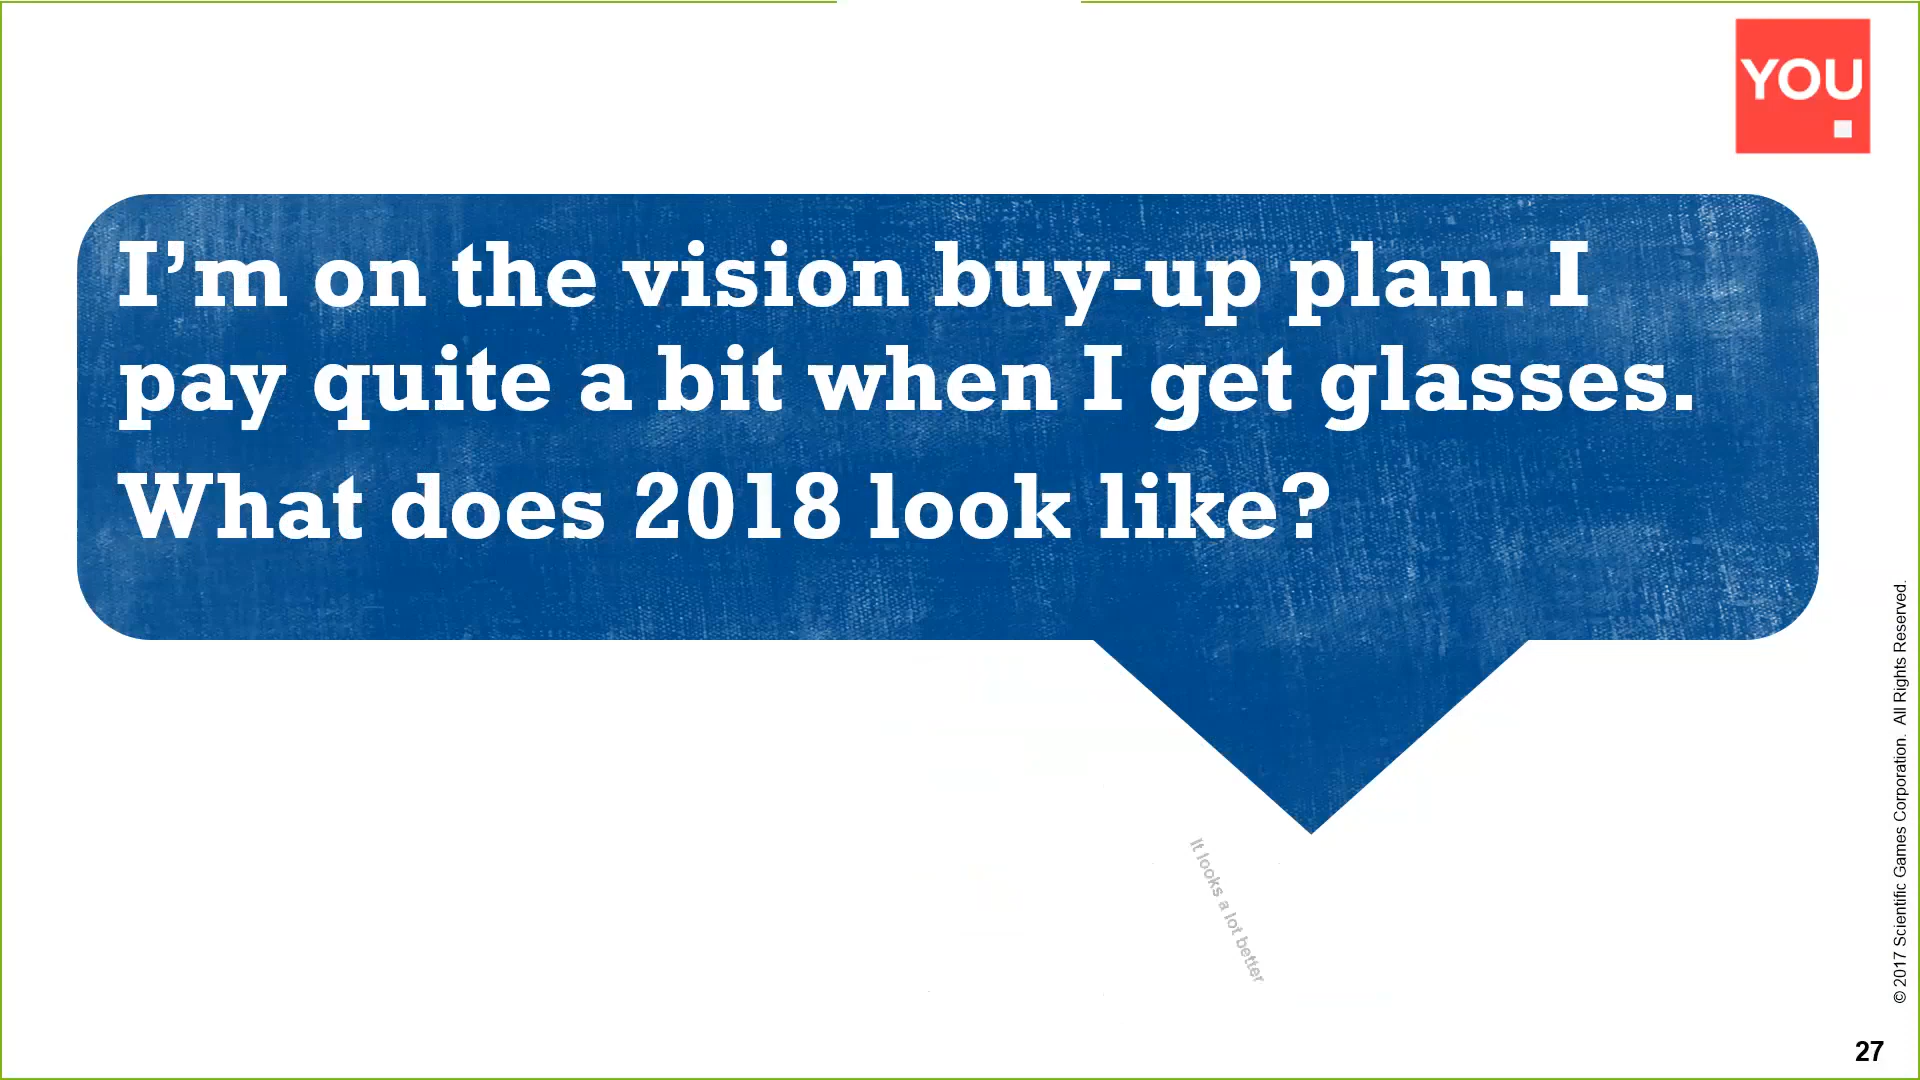 YOU
I’m on the vision buy-up plan. I
pay quite a bit when I get glasses.
What does 2018 look like?
It looks a lot better
© 2017 Scientific Games Corporation. All Rights Reserved.
27